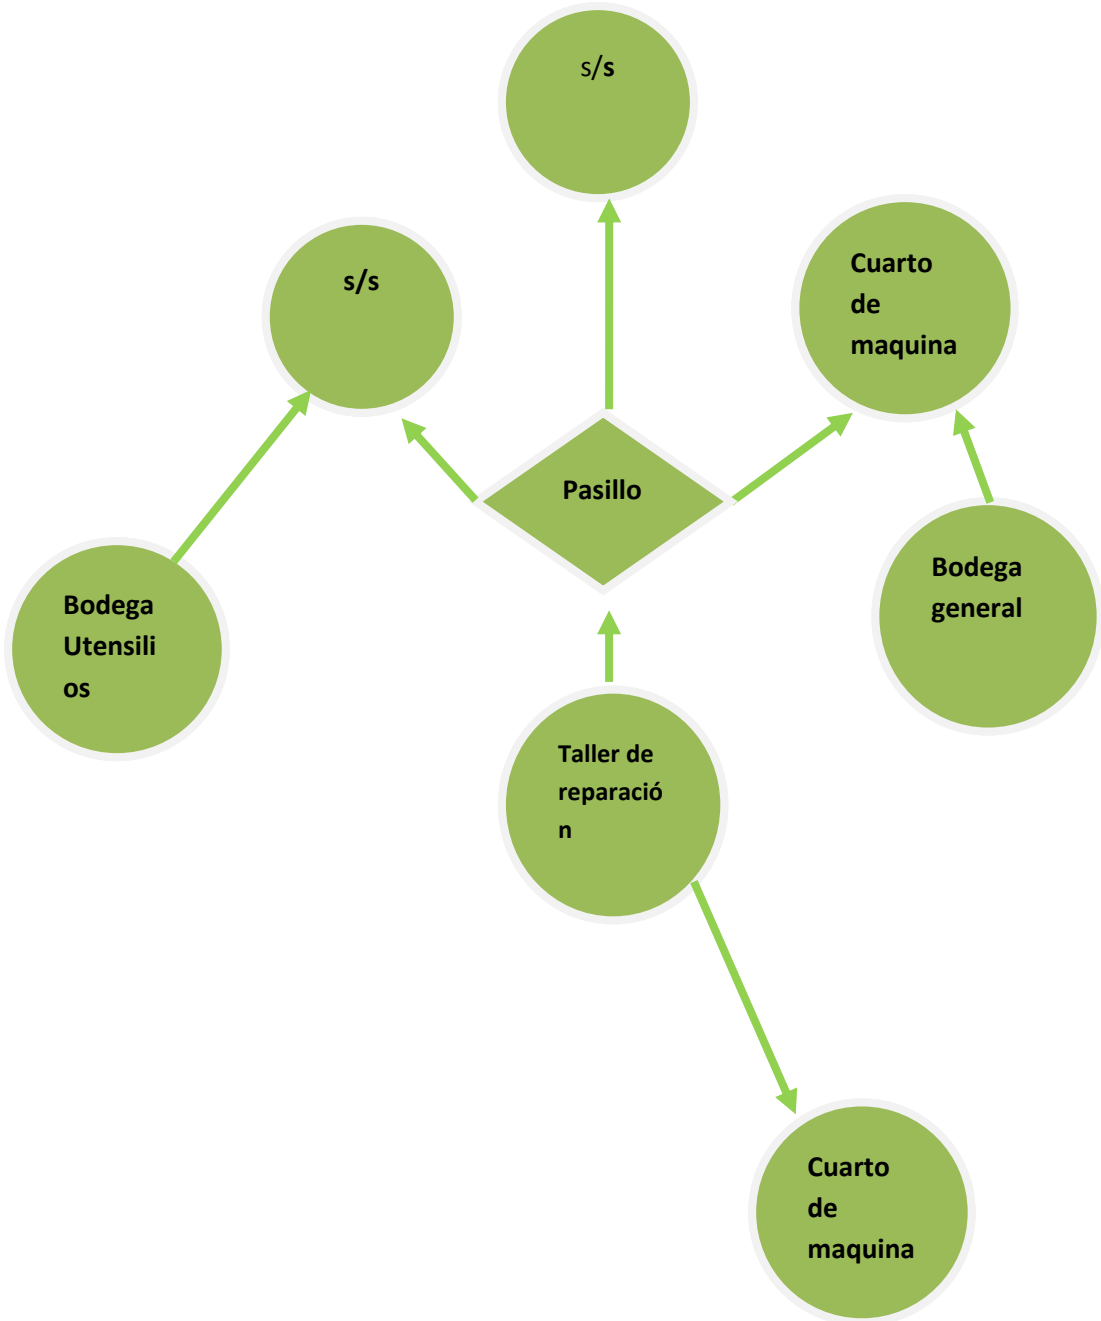 s/s
s/s
Cuarto
de
maquina
Pasillo
Bodega
general
Bodega
Utensili
os
Taller de
reparació
n
Cuarto
de
maquina